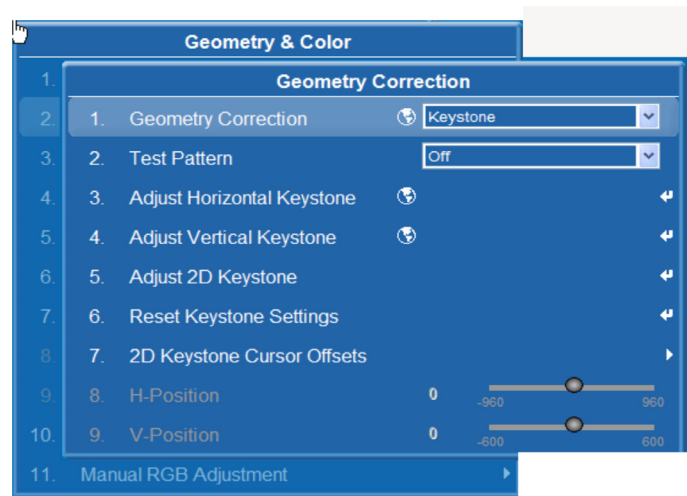 Geometry & Color
Geometry Correction
1.
2.
3.
4.
5.
6.
7.
8.
9.
10.
1. Geometry Correction Keystone
2. Test Pattern Off
3. Adjust Horizontal Keystone
4. Adjust Vertical Keystone
5. Adjust 2D Keystone
6. Reset Keystone Settings
7. 2D Keystone Cursor Offsets
8. H-Position 0 -960 960
9. V-Position 0 -600 600
11. Manual RGB Adjustment